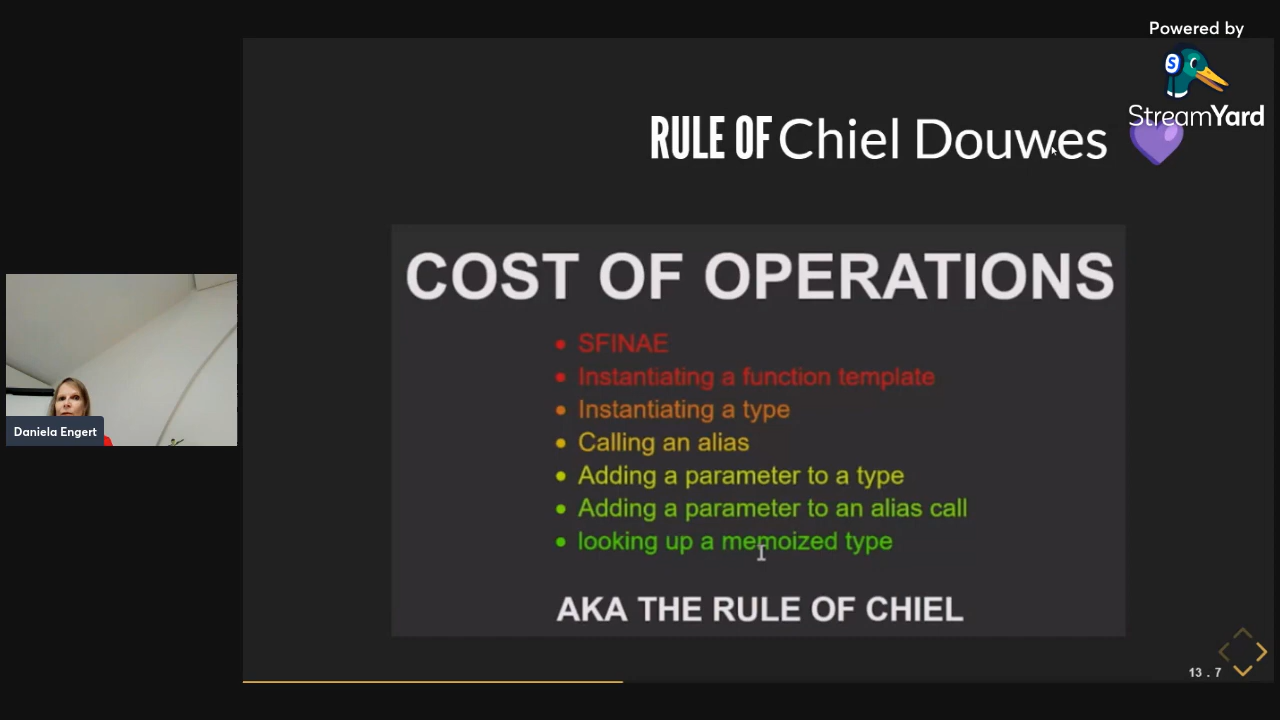 Powered by
StreamYard
RULE OF Chiel Douwes
COST OF OPERATIONS
• SFINAE
• Instantiating a function template
• Instantiating a type
• Calling an alias
• Adding a parameter to a type
• Adding a parameter to an alias call
• looking up a memoized type
AKA THE RULE OF CHIEL
Daniela Engert
13 . 7